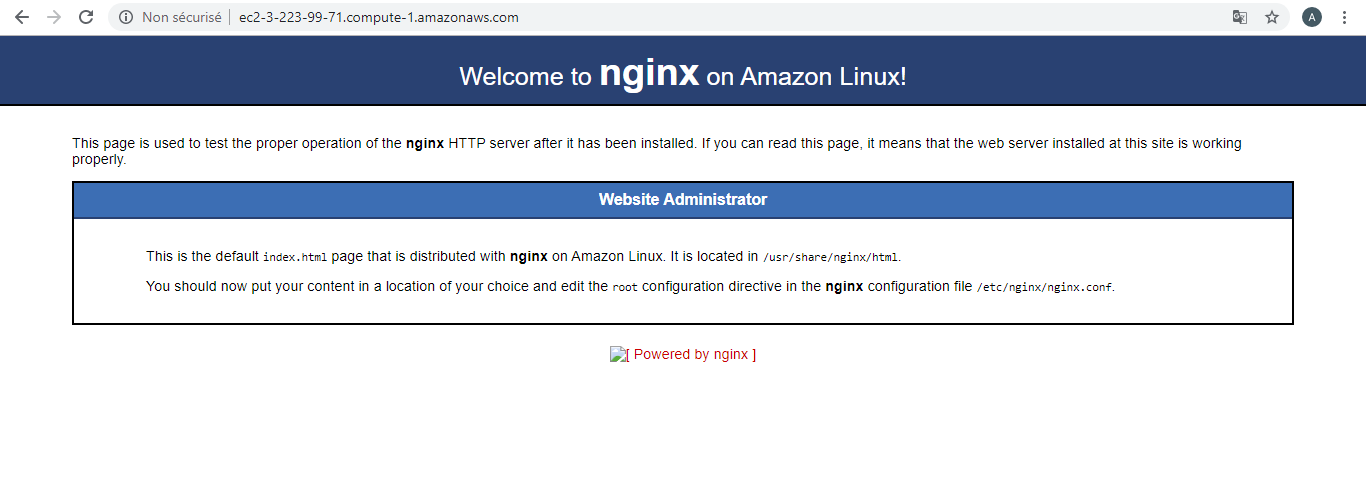 Non sécurisé | ec2-3-223-99-71.compute-1.amazonaws.com
A
Welcome to nginx on Amazon Linux!
This page is used to test the proper operation of the nginx HTTP server after it has been installed. If you can read this page, it means that the web server installed at this site is working
properly.
Website Administrator
This is the default index.html page that is distributed with nginx on Amazon Linux. It is located in /usr/share/nginx/html.
You should now put your content in a location of your choice and edit the root configuration directive in the nginx configuration file /etc/nginx/nginx.conf.
[ Powered by nginx ]